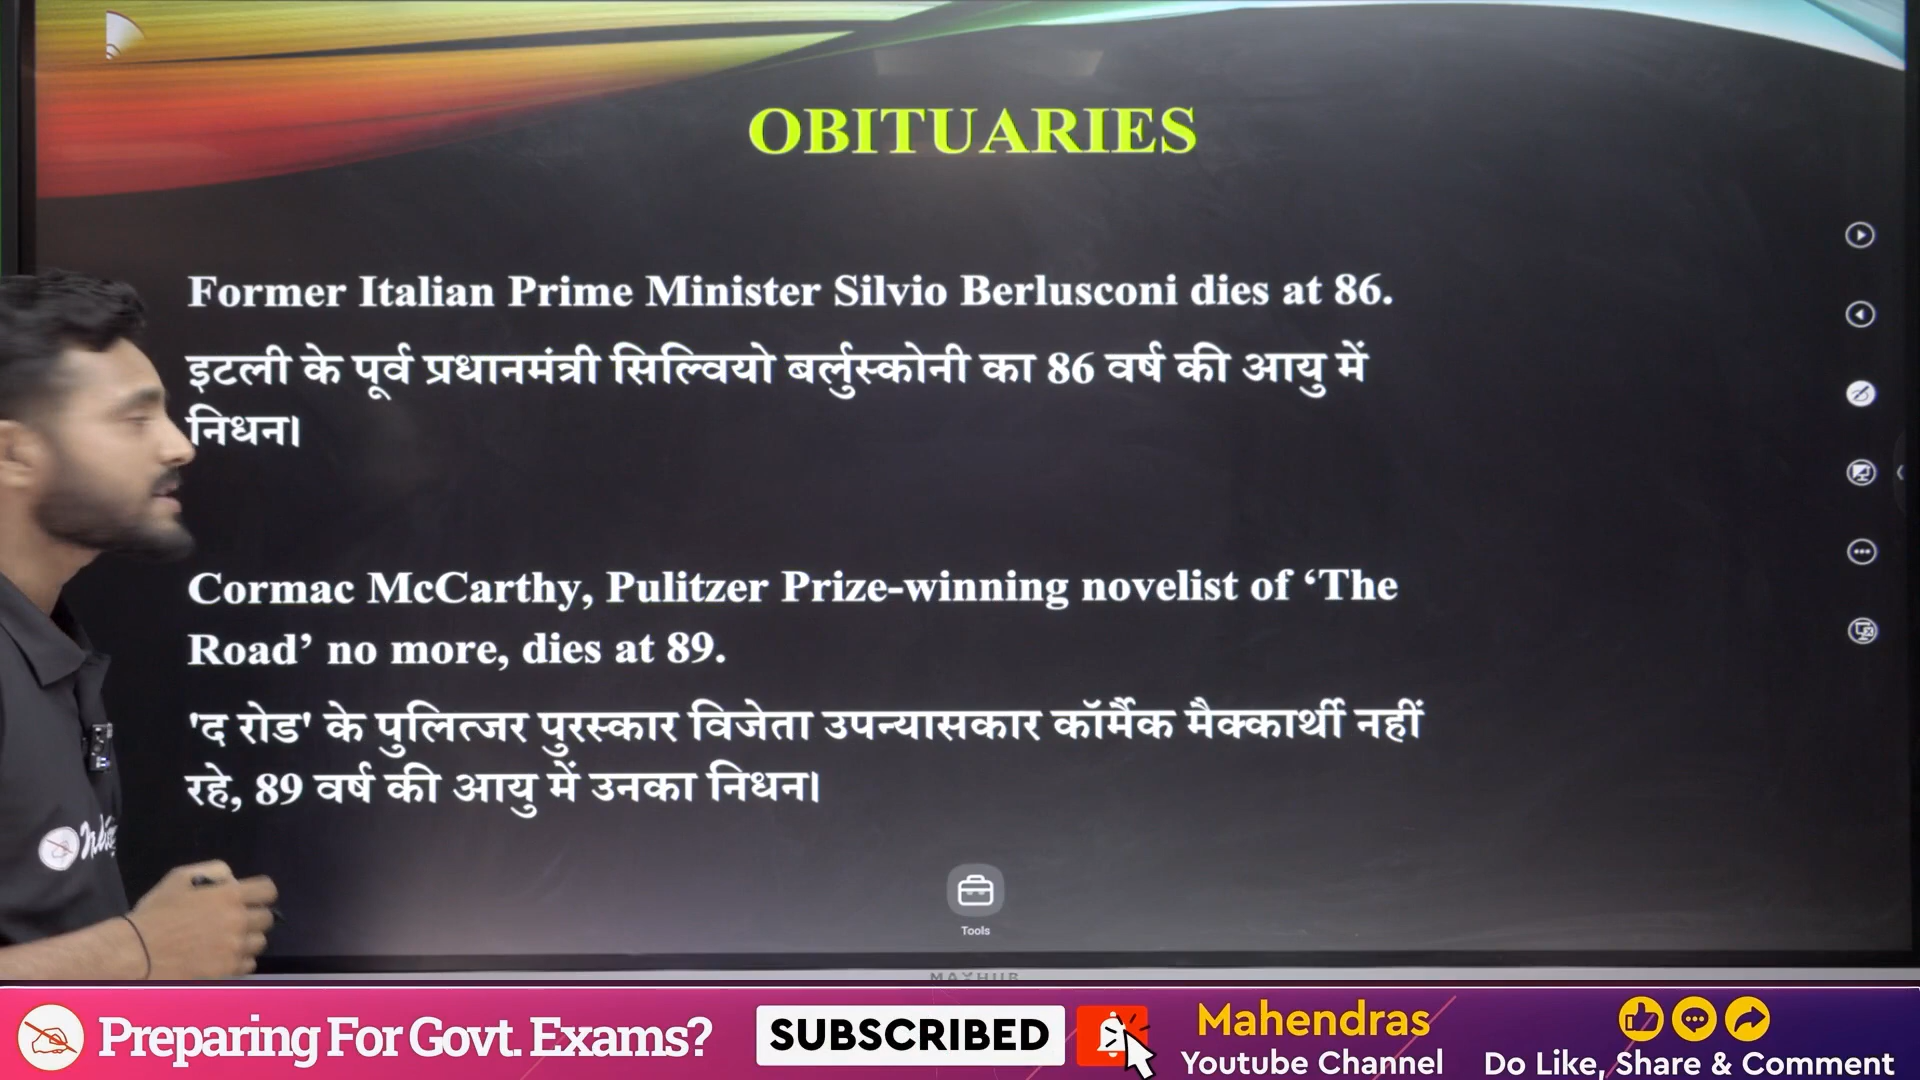 OBITUARIES
Former Italian Prime Minister Silvio Berlusconi dies at 86.
इटली के पूर्व प्रधानमंत्री सिल्वियो बर्लुस्कोनी का 86 वर्ष की आयु में
निधन।
Cormac McCarthy, Pulitzer Prize-winning novelist of ‘The
Road’ no more, dies at 89.
'द रोड' के पुलित्जर पुरस्कार विजेता उपन्यासकार कॉर्मैक मैक्कार्थी नहीं
रहे, 89 वर्ष की आयु में उनका निधन।
Tools
MAXHUB
Preparing For Govt. Exams?
SUBSCRIBED
Mahendras
Youtube Channel
Do Like, Share & Comment